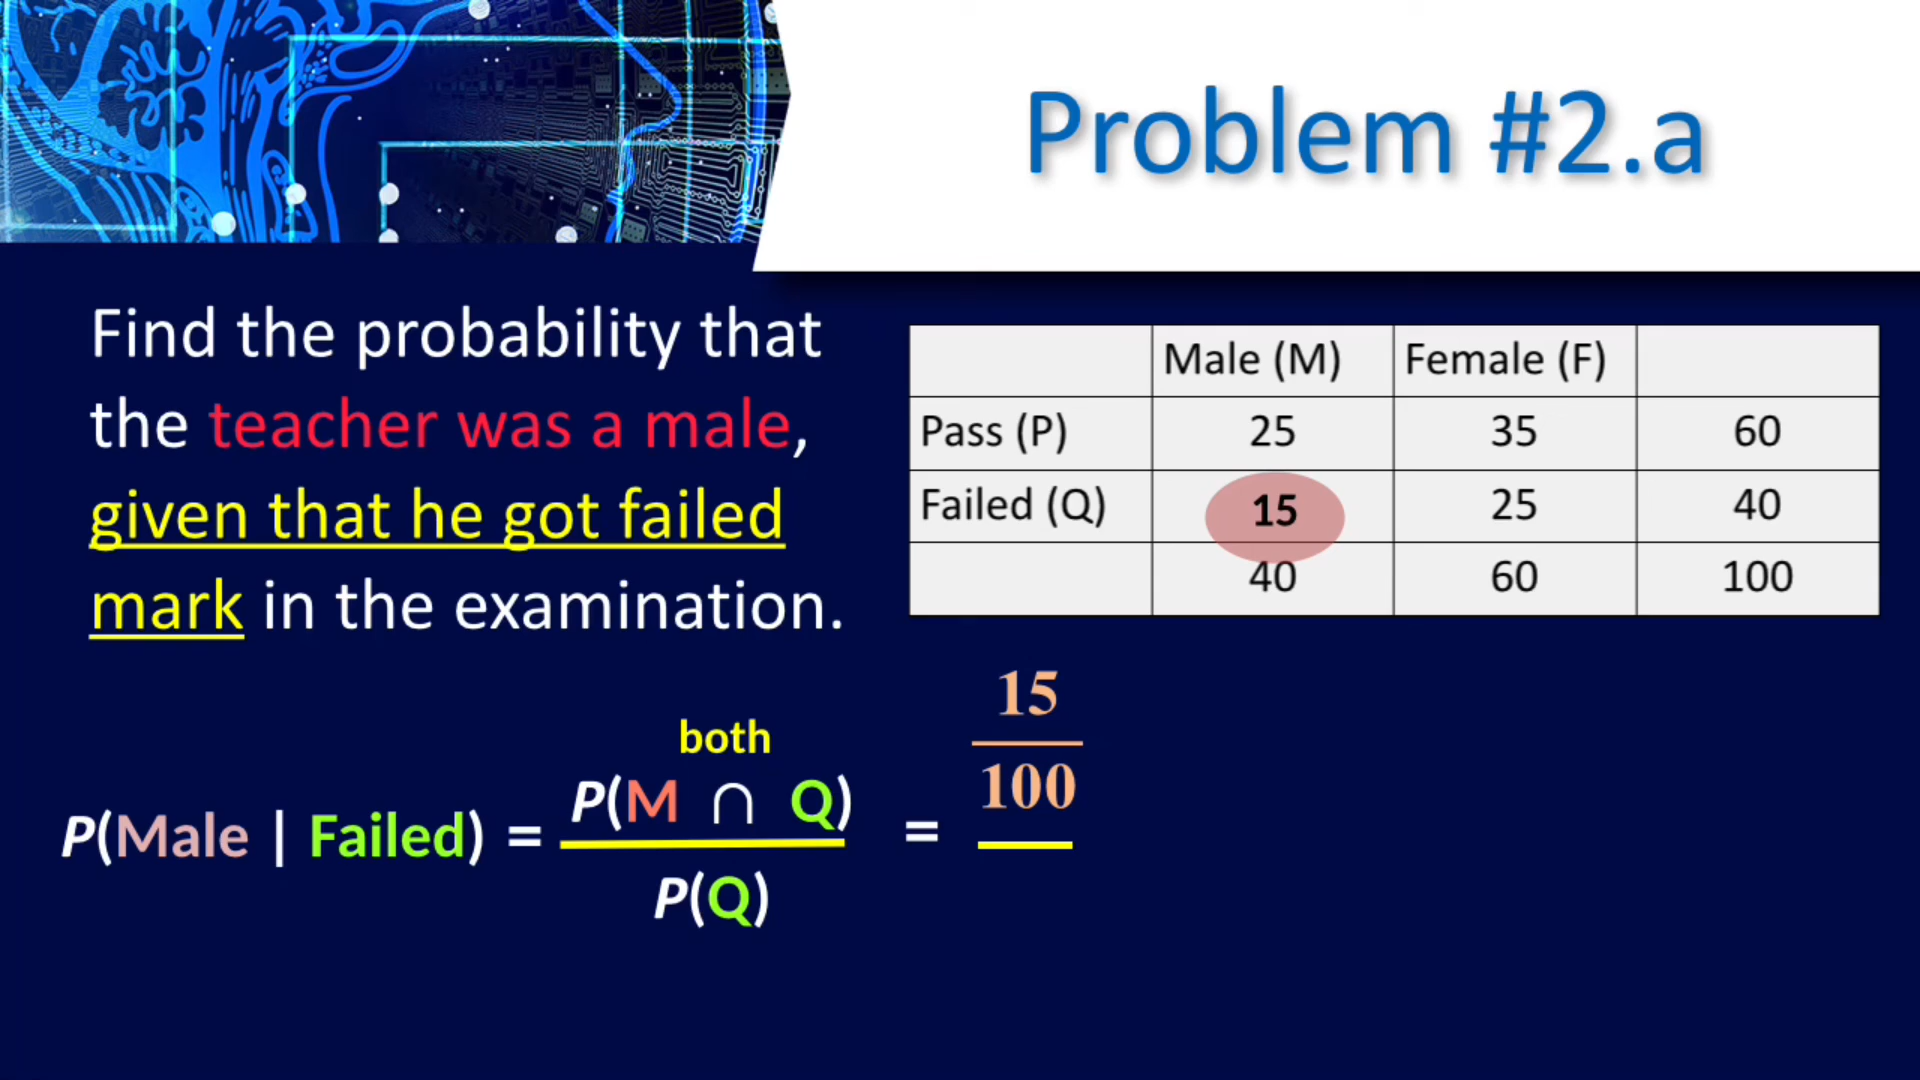 Problem #2.a
Find the probability that
the teacher was a male,
given that he got failed
mark in the examination.
Male (M) Female (F)
Pass (P) 25 35 60
Failed (Q) 15 25 40
40 60 100
both
P(Male | Failed) = P(M ∩ Q) = 15
100
P(Q)